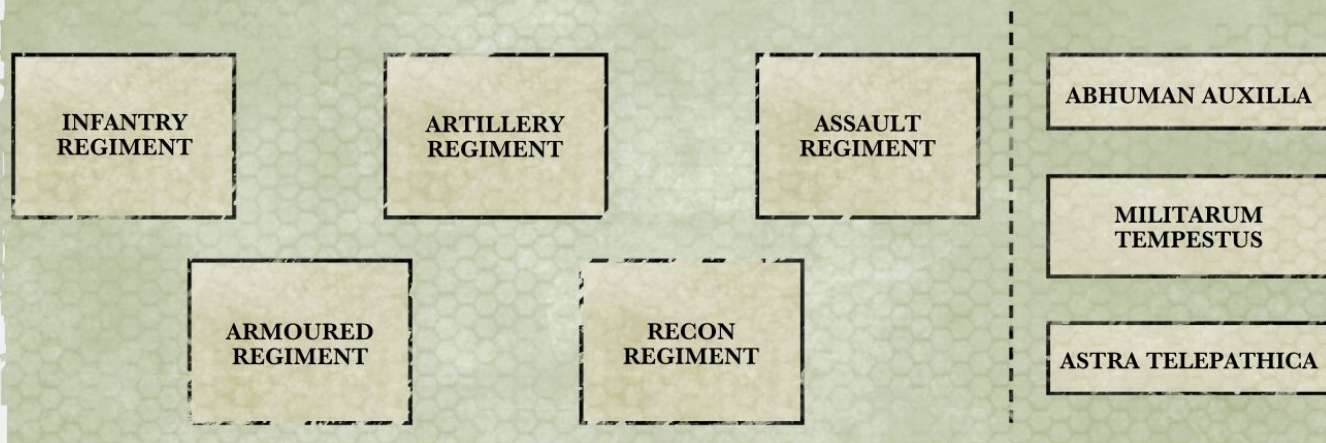 INFANTRY
REGIMENT
ARTILLERY
REGIMENT
ASSAULT
REGIMENT
ARMOURED
REGIMENT
RECON
REGIMENT
ABHUMAN AUXILLA
MILITARUM
TEMPESTUS
ASTRA TELEPATHICA